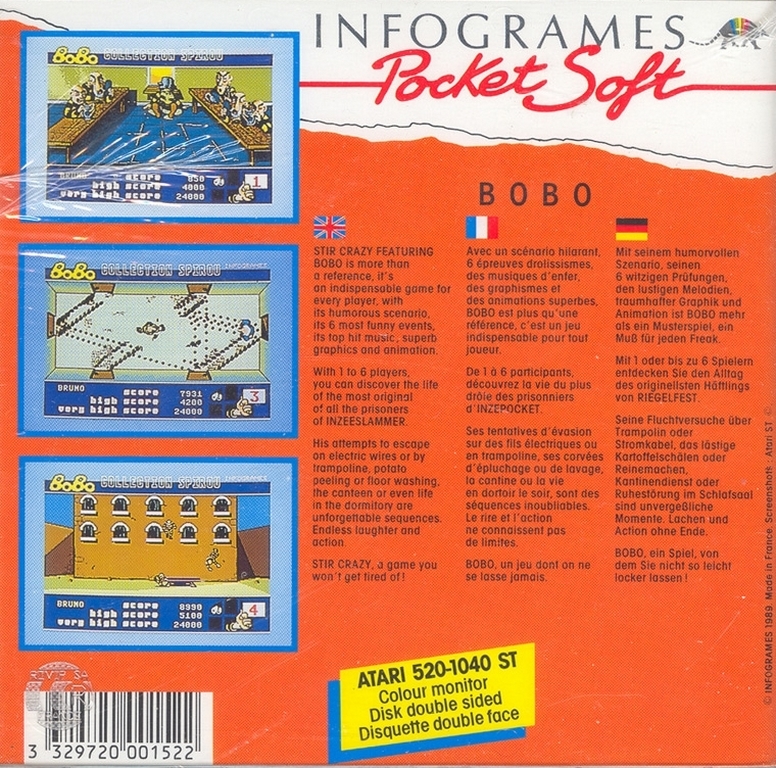 INFOGRAMES
Pocket Soft
BoBo COLLECTION SPIROU
BRUNO
score 850
high score 4000
very high score 24000
1
BoBo COLLECTION SPIROU INFOGRAMES
BRUNO
score 7931
high score 4200
very high score 24000
3
BoBo COLLECTION SPIROU INFOGRAMES
BRUNO
score 8990
high score 5100
very high score 24000
4
BOBO
STIR CRAZY FEATURING
BOBO is more than
a reference, it's
an indispensable game for
every player, with
its humorous scenario,
its 6 most funny events,
its top hit music, superb
graphics and animation.
With 1 to 6 players,
you can discover the life
of the most original
of all the prisoners
of INZEESLAMMER.
His attempts to escape
on electric wires or by
trampoline, potato
peeling or floor washing,
the canteen or even life
in the dormitory are
unforgettable sequences.
Endless laughter and
action.
STIR CRAZY, a game you
won't get tired of!
Avec un scénario hilarant,
6 épreuves drolissimes,
des musiques d'enfer,
des graphismes et
des animations superbes,
BOBO est plus qu'une
référence, c'est un jeu
indispensable pour tout
joueur.
De 1 à 6 participants,
découvrez la vie du plus
drôle des prisonniers
d'INZEPOCKET.
Ses tentatives d'évasion
sur des fils électriques ou
en trampoline, ses corvées
d'épluchage ou de lavage,
la cantine ou la vie
en dortoir le soir, sont des
séquences inoubliables.
Le rire et l'action
ne connaissent pas
de limites.
BOBO, un jeu dont on ne
se lasse jamais.
Mit seinem humorvollen
Szenario, seinen
6 witzigen Prüfungen,
den lustigen Melodien,
traumhafter Graphik und
Animation ist BOBO mehr
als ein Musterspiel, ein
Muß für jeden Freak.
Mit 1 oder bis zu 6 Spielern
entdecken Sie den Alltag
des originellsten Häftlings
von RIEGELFEST.
Seine Fluchtversuche über
Trampolin oder
Stromkabel, das lästige
Kartoffelschälen oder
Reinemachen,
Kantinendienst oder
Ruhestörung im Schlafsaal
sind unvergeßliche
Momente. Lachen und
Action ohne Ende.
BOBO, ein Spiel, von
dem Sie nicht so leicht
locker lassen!
ATARI 520-1040 ST
Colour monitor
Disk double sided
Disquette double face
© INFOGRAMES 1989. Made in France. Screenshots : Atari ST ©.
3 329720 001522